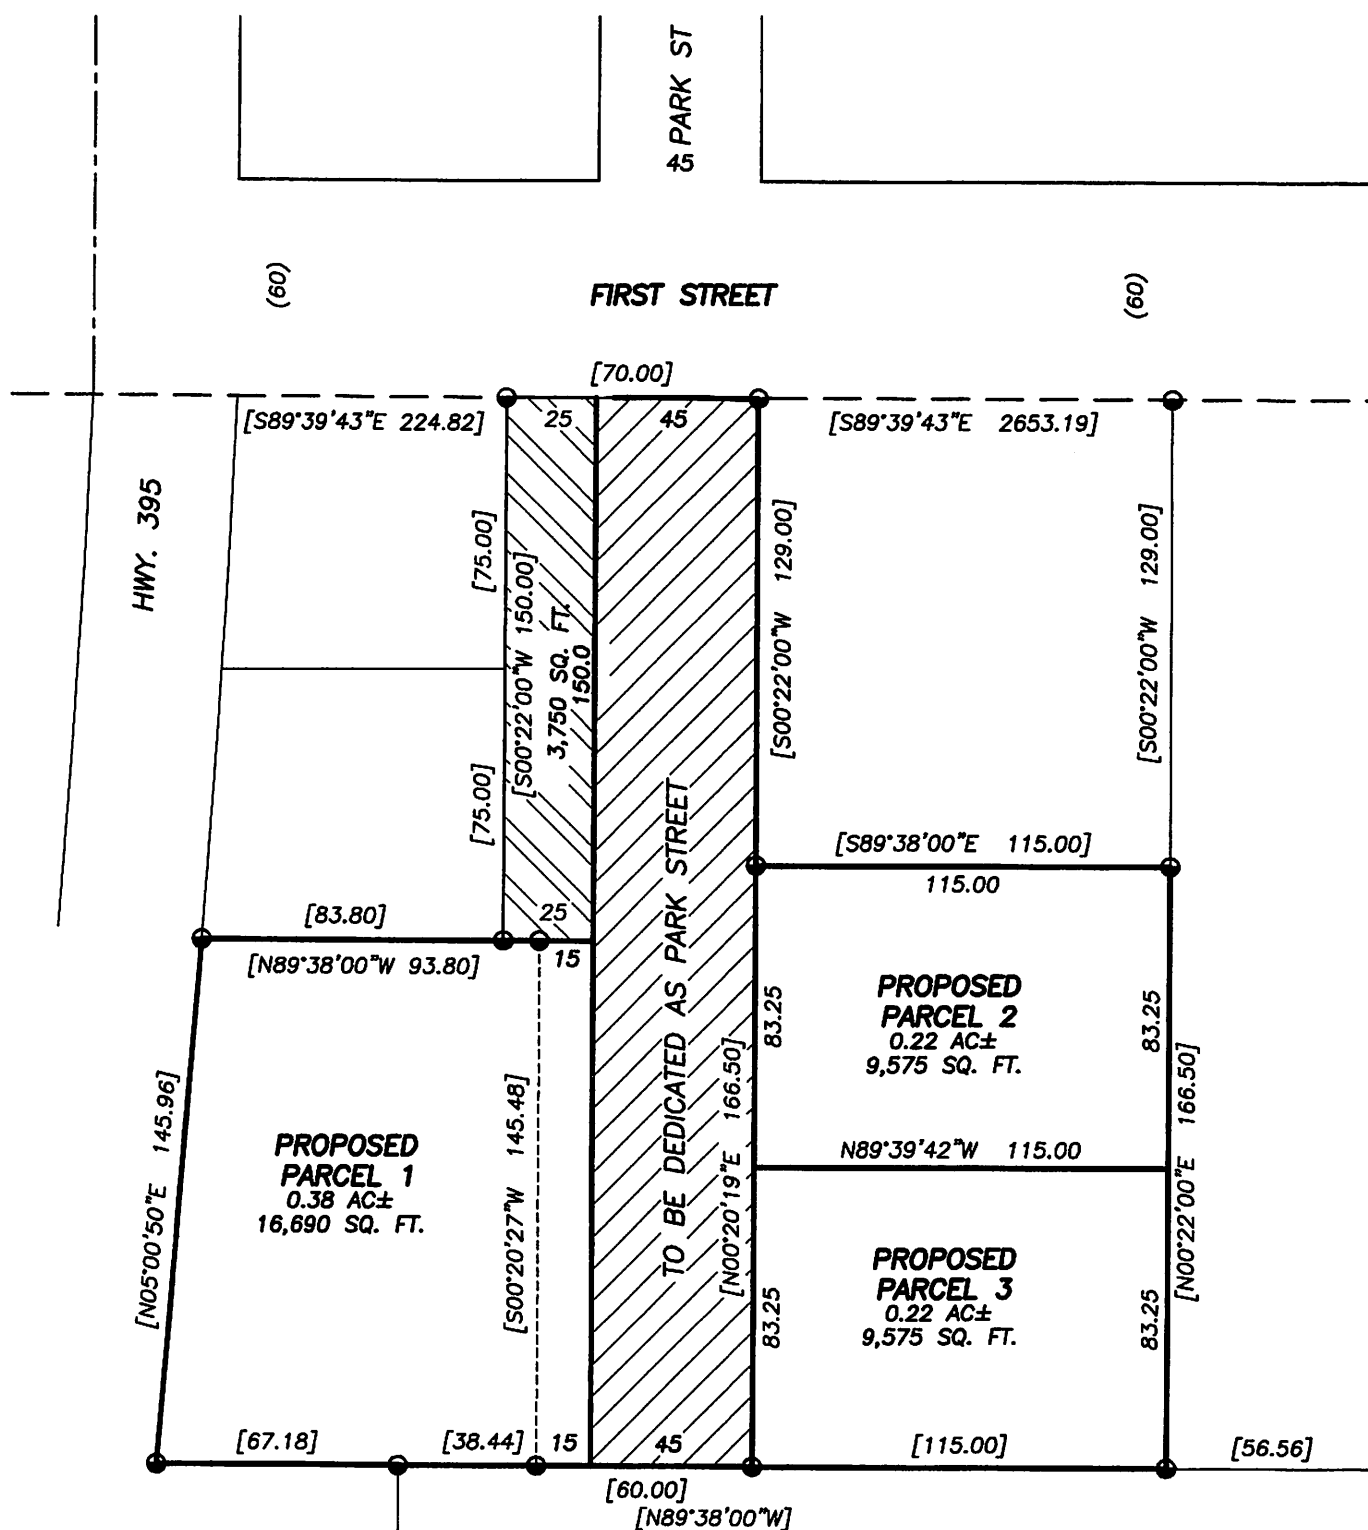 PARK ST
45
(60)
FIRST STREET
(60)
[70.00]
[S89°39'43"E 224.82]
25
45
[S89°39'43"E 2653.19]
HWY. 395
[75.00]
[S00°22'00"W 150.00]
3,750 SQ. FT.
150.0
[75.00]
[S00°22'00"W 129.00]
[S00°22'00"W 129.00]
TO BE DEDICATED AS PARK STREET
[S89°38'00"E 115.00]
115.00
[83.80]
25
[N89°38'00"W 93.80]
15
PROPOSED
PARCEL 2
0.22 AC±
9,575 SQ. FT.
83.25
83.25
[N05°00'50"E 145.96]
PROPOSED
PARCEL 1
0.38 AC±
16,690 SQ. FT.
[S00°20'27"W 145.48]
[N00°20'19"E 166.50]
[N00°22'00"E 166.50]
N89°39'42"W 115.00
PROPOSED
PARCEL 3
0.22 AC±
9,575 SQ. FT.
83.25
83.25
[67.18]
[38.44]
15
45
[115.00]
[56.56]
[60.00]
[N89°38'00"W]